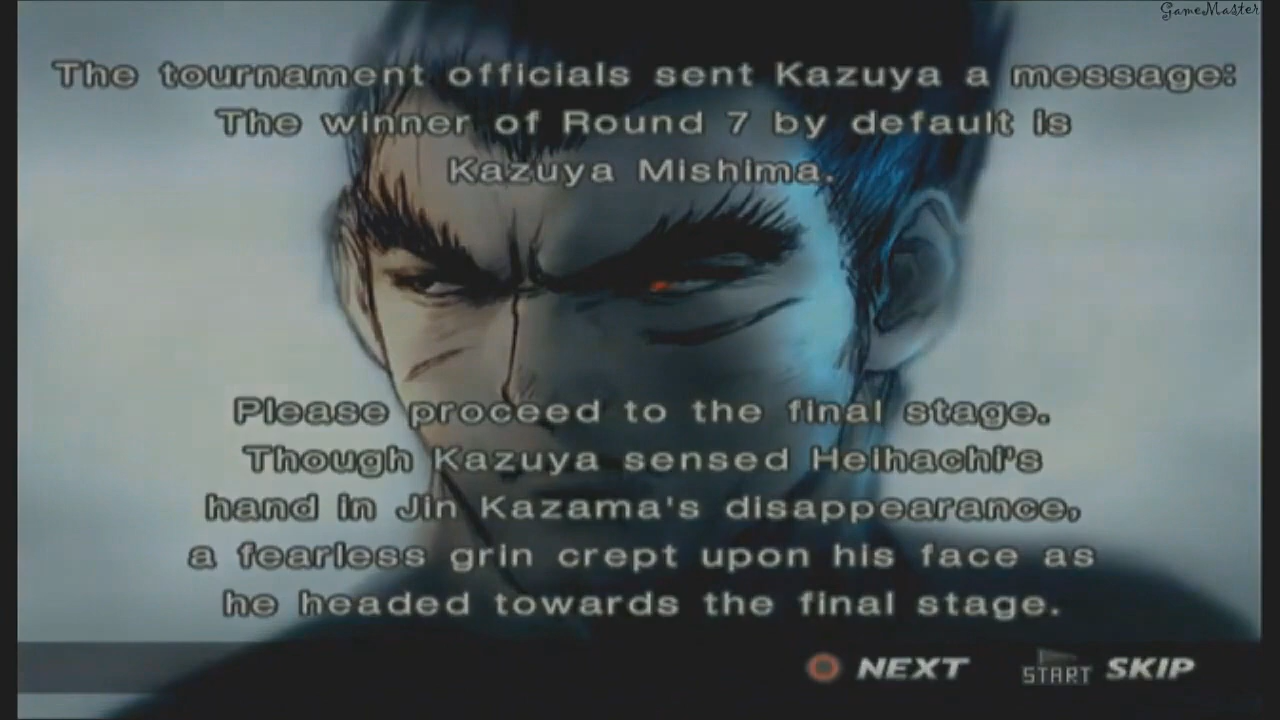 GameMaster
The tournament officials sent Kazuya a message:
The winner of Round 7 by default is
Kazuya Mishima.
Please proceed to the final stage.
Though Kazuya sensed Heihachi's
hand in Jin Kazama's disappearance,
a fearless grin crept upon his face as
he headed towards the final stage.
NEXT START SKIP